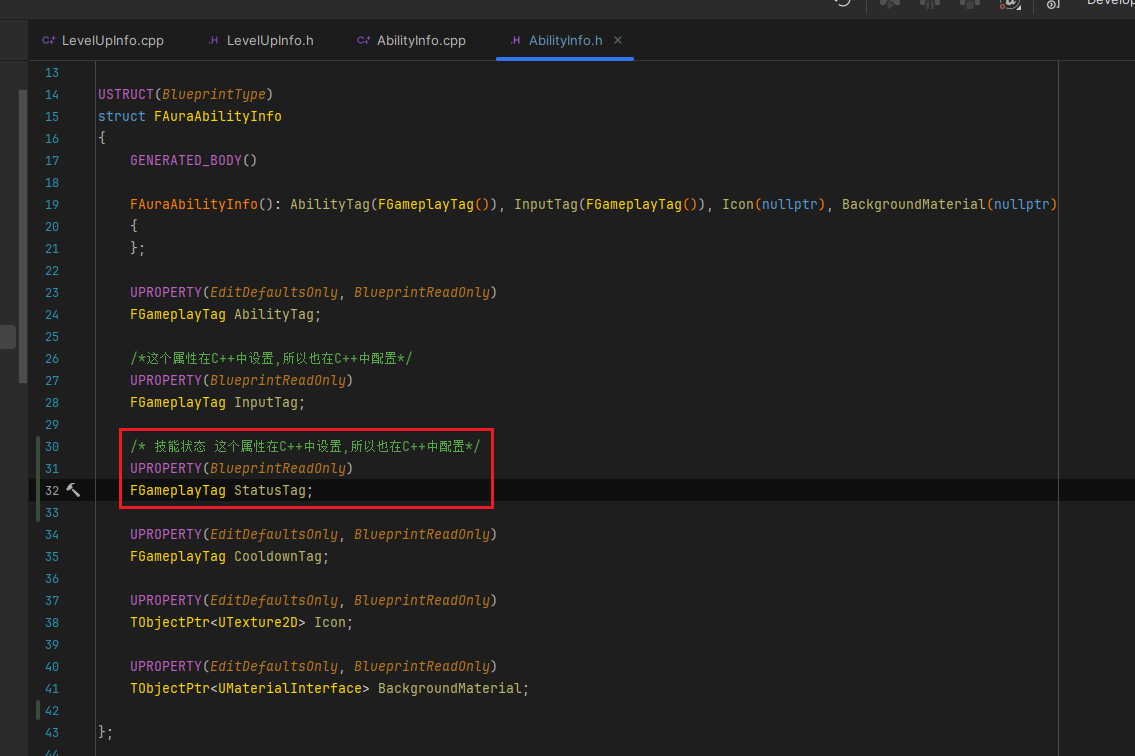 Develop
LevelUpInfo.cpp
LevelUpInfo.h
AbilityInfo.cpp
AbilityInfo.h
13
14 USTRUCT(BlueprintType)
15 struct FAuraAbilityInfo
16 {
17 GENERATED_BODY()
18
19 FAuraAbilityInfo(): AbilityTag(FGameplayTag()), InputTag(FGameplayTag()), Icon(nullptr), BackgroundMaterial(nullptr)
20 {
21 };
22
23 UPROPERTY(EditDefaultsOnly, BlueprintReadOnly)
24 FGameplayTag AbilityTag;
25
26 /*这个属性在C++中设置,所以也在C++中配置*/
27 UPROPERTY(BlueprintReadOnly)
28 FGameplayTag InputTag;
29
30 /* 技能状态 这个属性在C++中设置,所以也在C++中配置*/
31 UPROPERTY(BlueprintReadOnly)
32 FGameplayTag StatusTag;
33
34 UPROPERTY(EditDefaultsOnly, BlueprintReadOnly)
35 FGameplayTag CooldownTag;
36
37 UPROPERTY(EditDefaultsOnly, BlueprintReadOnly)
38 TObjectPtr<UTexture2D> Icon;
39
40 UPROPERTY(EditDefaultsOnly, BlueprintReadOnly)
41 TObjectPtr<UMaterialInterface> BackgroundMaterial;
42
43 };
44